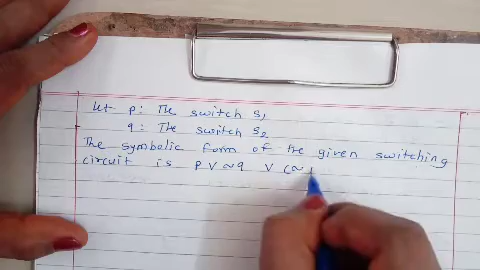 Let p: The switch S₁
q: The switch S₂
The symbolic form of the given switching
circuit is p ∨ ~q ∨ (~